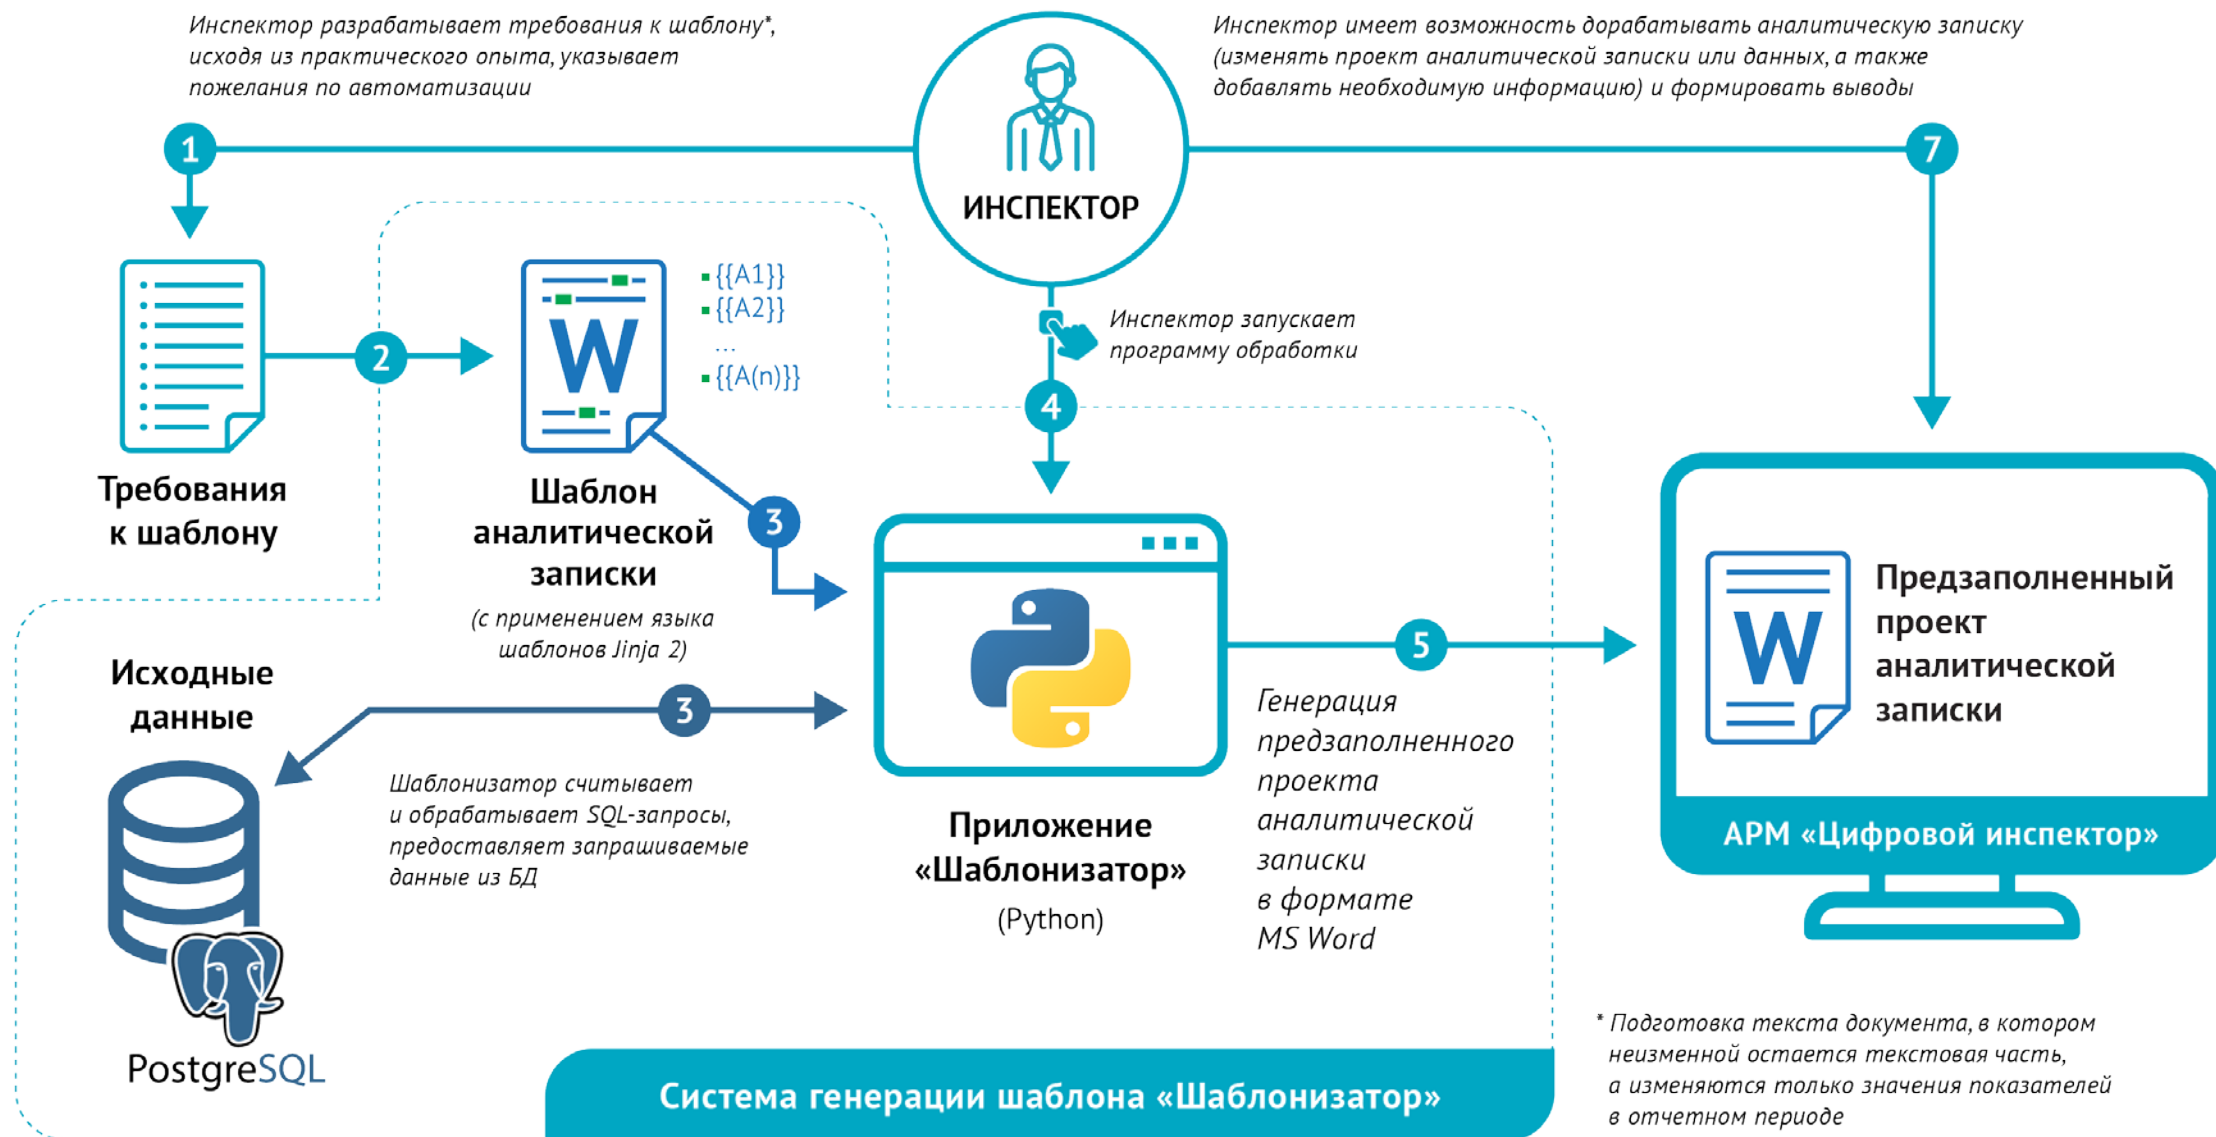 Инспектор разрабатывает требования к шаблону*,
исходя из практического опыта, указывает
пожелания по автоматизации
Инспектор имеет возможность дорабатывать аналитическую записку
(изменять проект аналитической записки или данных, а также
добавлять необходимую информацию) и формировать выводы
1
7
ИНСПЕКТОР
{{A1}}
{{A2}}
...
{{A(n)}}
W
2
Инспектор запускает
программу обработки
4
Требования
к шаблону
Шаблон
аналитической
записки
(с применением языка
шаблонов Jinja 2)
3
5
W
Предзаполненный
проект
аналитической
записки
Исходные
данные
3
Шаблонизатор считывает
и обрабатывает SQL-запросы,
предоставляет запрашиваемые
данные из БД
Генерация
предзаполненного
проекта
аналитической
записки
в формате
MS Word
Приложение
«Шаблонизатор»
(Python)
АРМ «Цифровой инспектор»
PostgreSQL
* Подготовка текста документа, в котором
неизменной остается текстовая часть,
а изменяются только значения показателей
в отчетном периоде
Система генерации шаблона «Шаблонизатор»